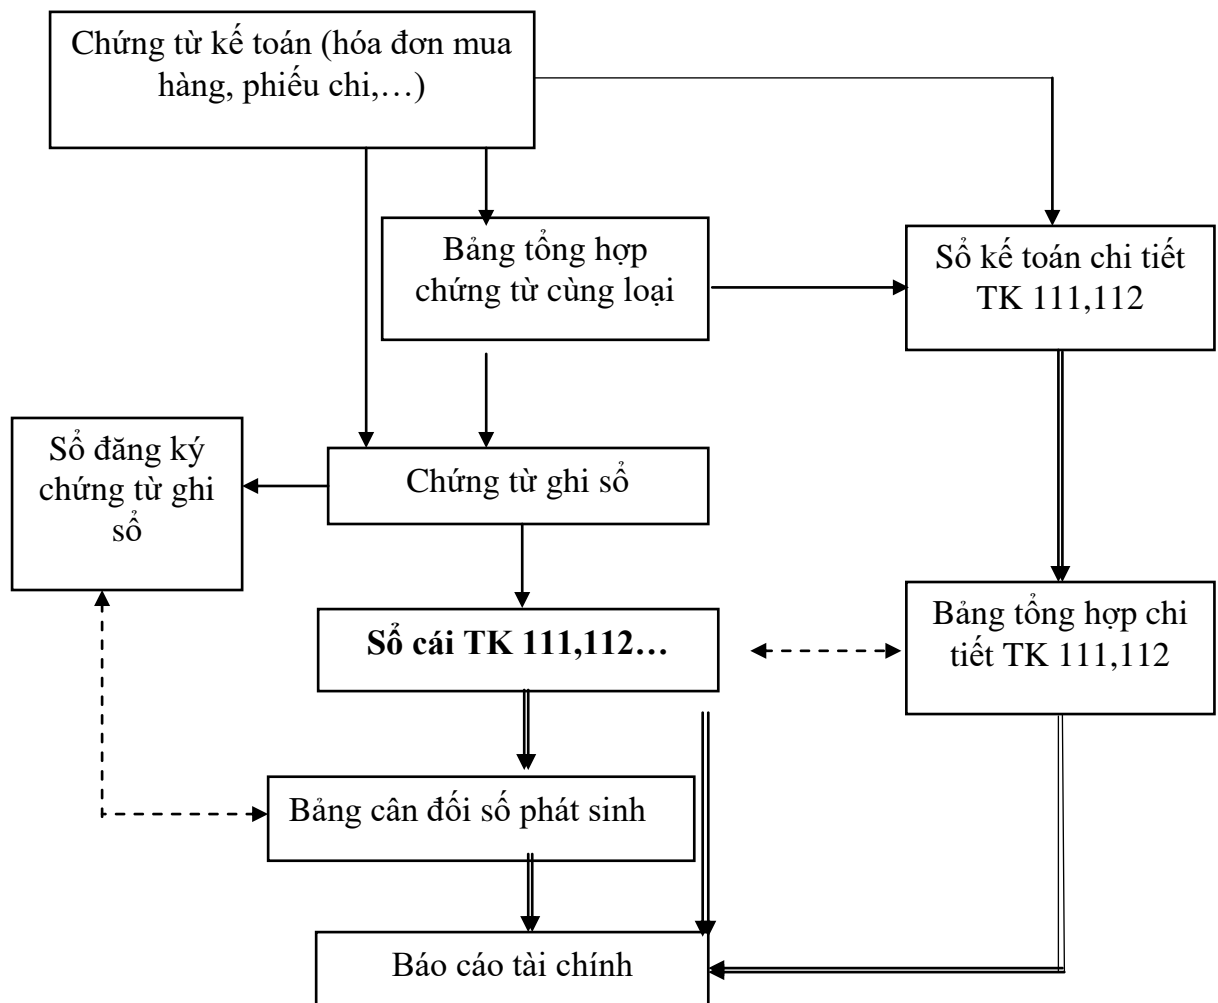 Chứng từ kế toán (hóa đơn mua
hàng, phiếu chi,…)
Bảng tổng hợp
chứng từ cùng loại
Sổ kế toán chi tiết
TK 111,112
Sổ đăng ký
chứng từ ghi
sổ
Chứng từ ghi sổ
Sổ cái TK 111,112…
Bảng tổng hợp chi
tiết TK 111,112
Bảng cân đối số phát sinh
Báo cáo tài chính